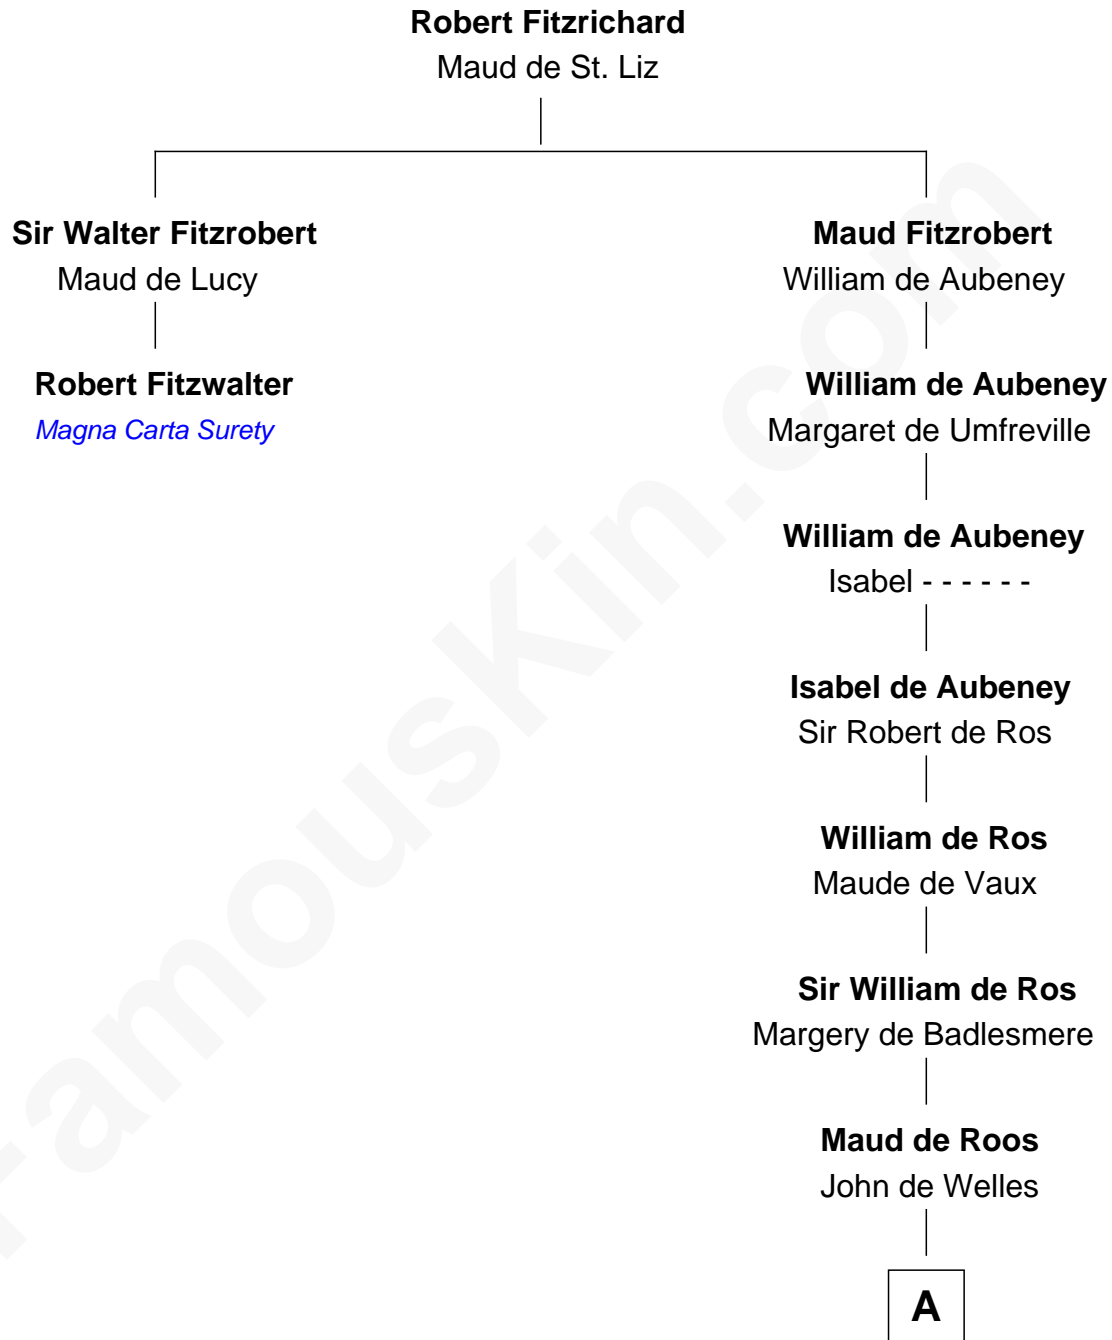 Robert Fitzrichard
Maud de St. Liz
Sir Walter Fitzrobert
Maud de Lucy
Robert Fitzwalter
Magna Carta Surety
Maud Fitzrobert
William de Aubeney
William de Aubeney
Margaret de Umfreville
William de Aubeney
Isabel - - - - - -
Isabel de Aubeney
Sir Robert de Ros
William de Ros
Maude de Vaux
Sir William de Ros
Margery de Badlesmere
Maud de Roos
John de Welles
A
FamousKin.com